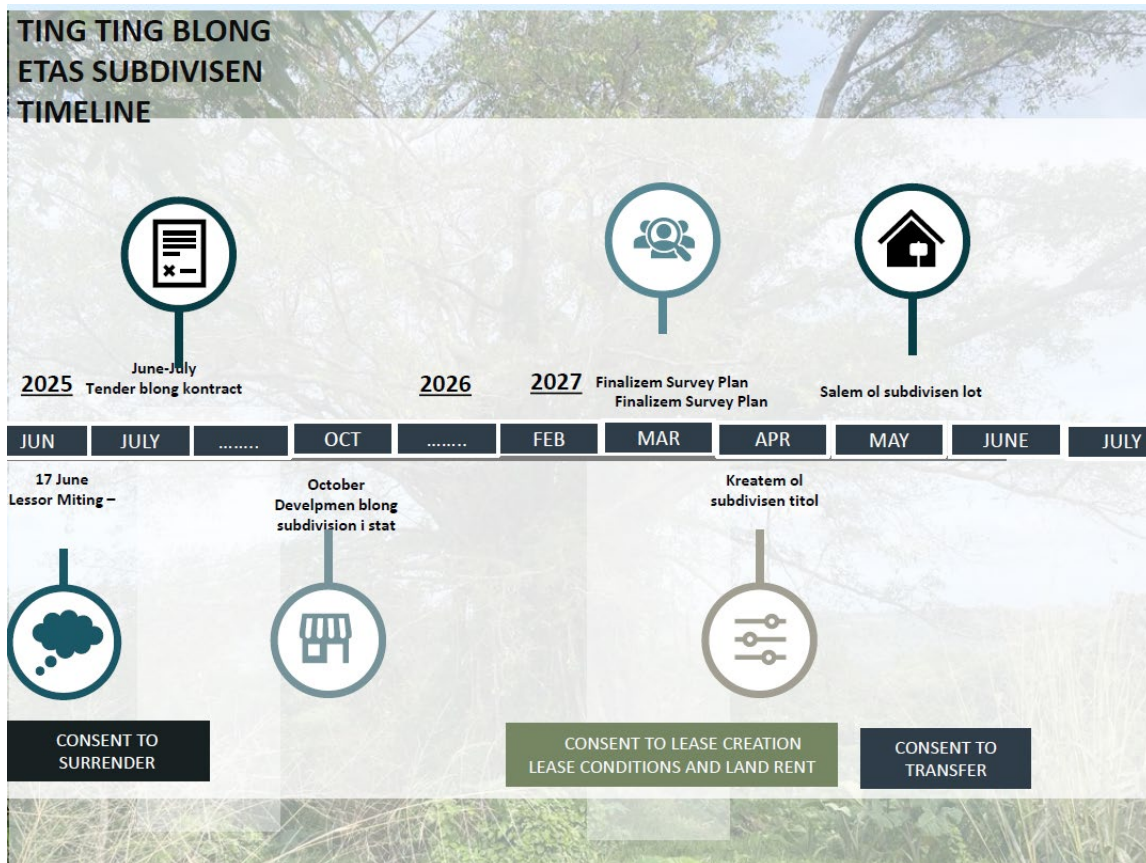 TING TING BLONG
ETAS SUBDIVISEN
TIMELINE
2025
June-July
Tender blong kontract
2026
2027
Finalizem Survey Plan
Finalizem Survey Plan
Salem ol subdivisen lot
JUN
JULY
........
OCT
........
FEB
MAR
APR
MAY
JUNE
JULY
17 June
Lessor Miting –
October
Develpmen blong
subdivision i stat
Kreatem ol
subdivisen titol
CONSENT TO
SURRENDER
CONSENT TO LEASE CREATION
LEASE CONDITIONS AND LAND RENT
CONSENT TO
TRANSFER